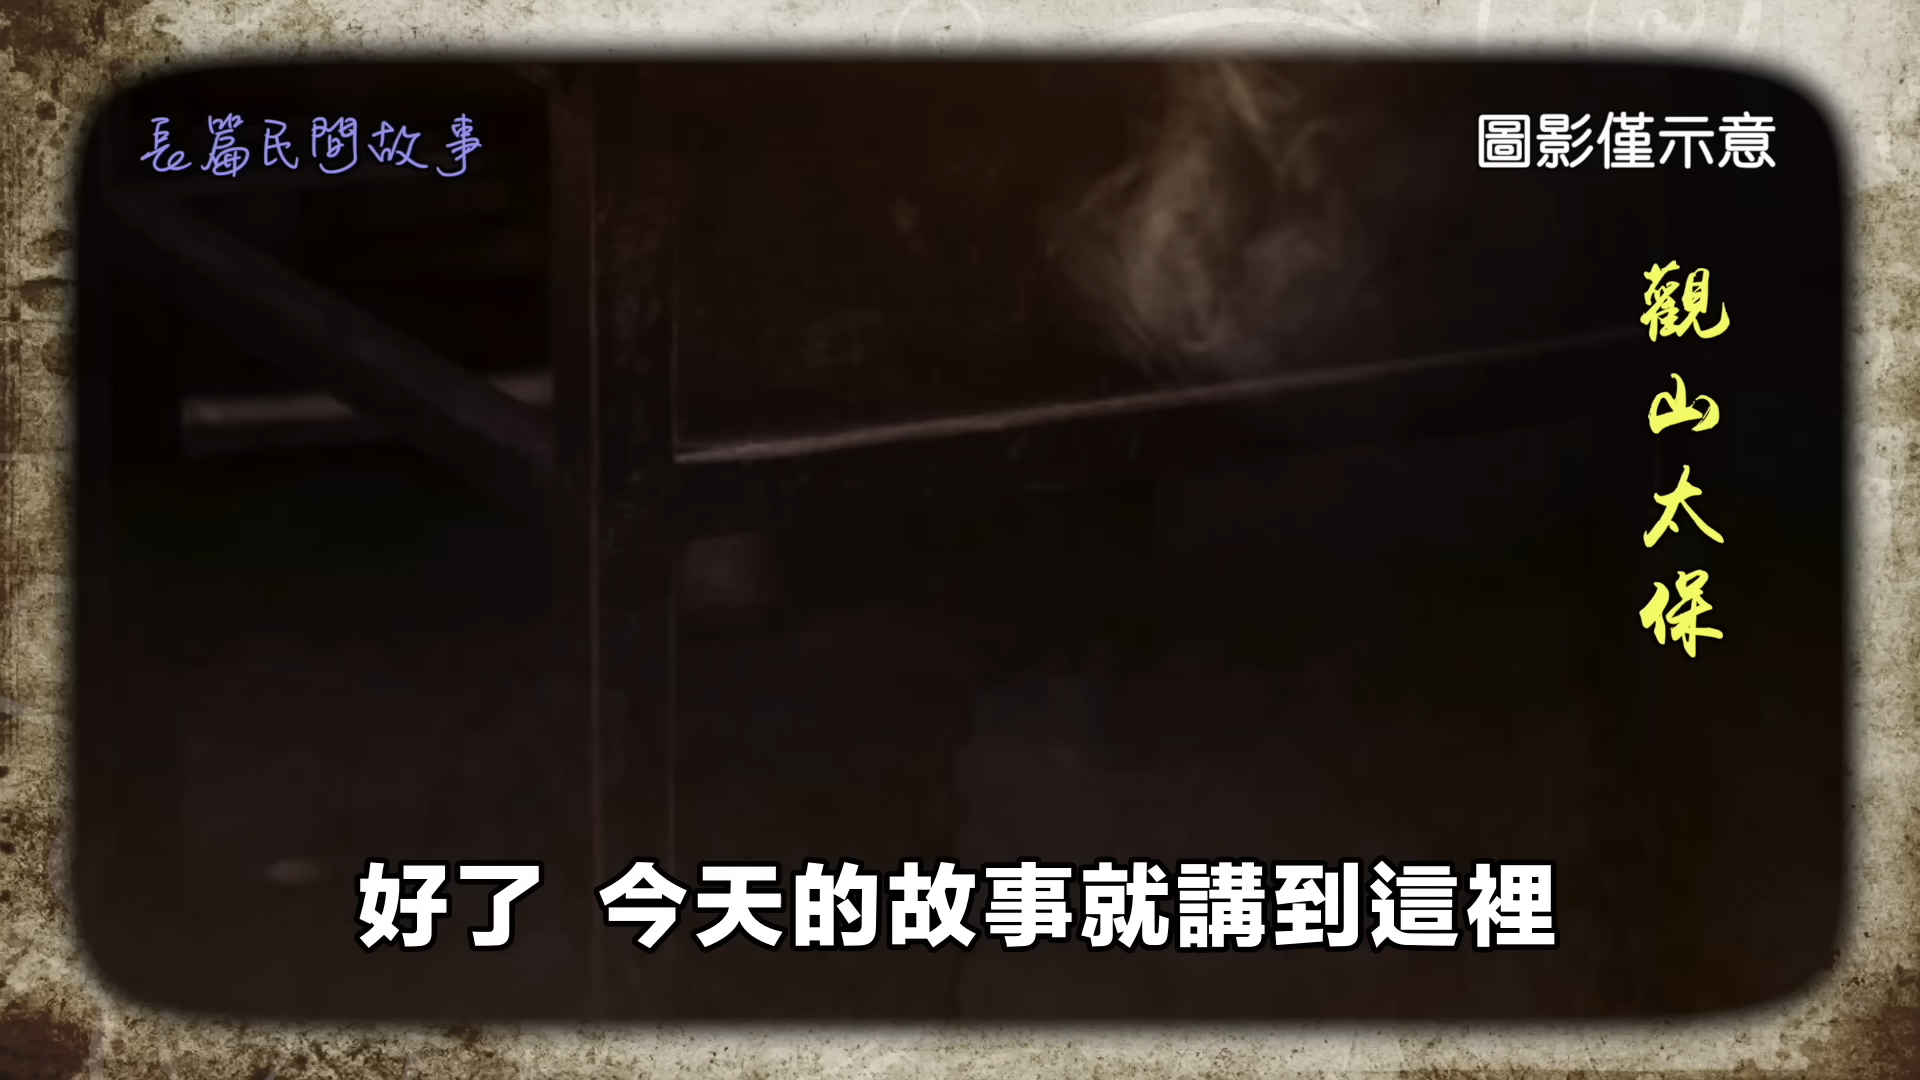 長篇民間故事
圖影僅示意
觀山太保
好了 今天的故事就講到這裡